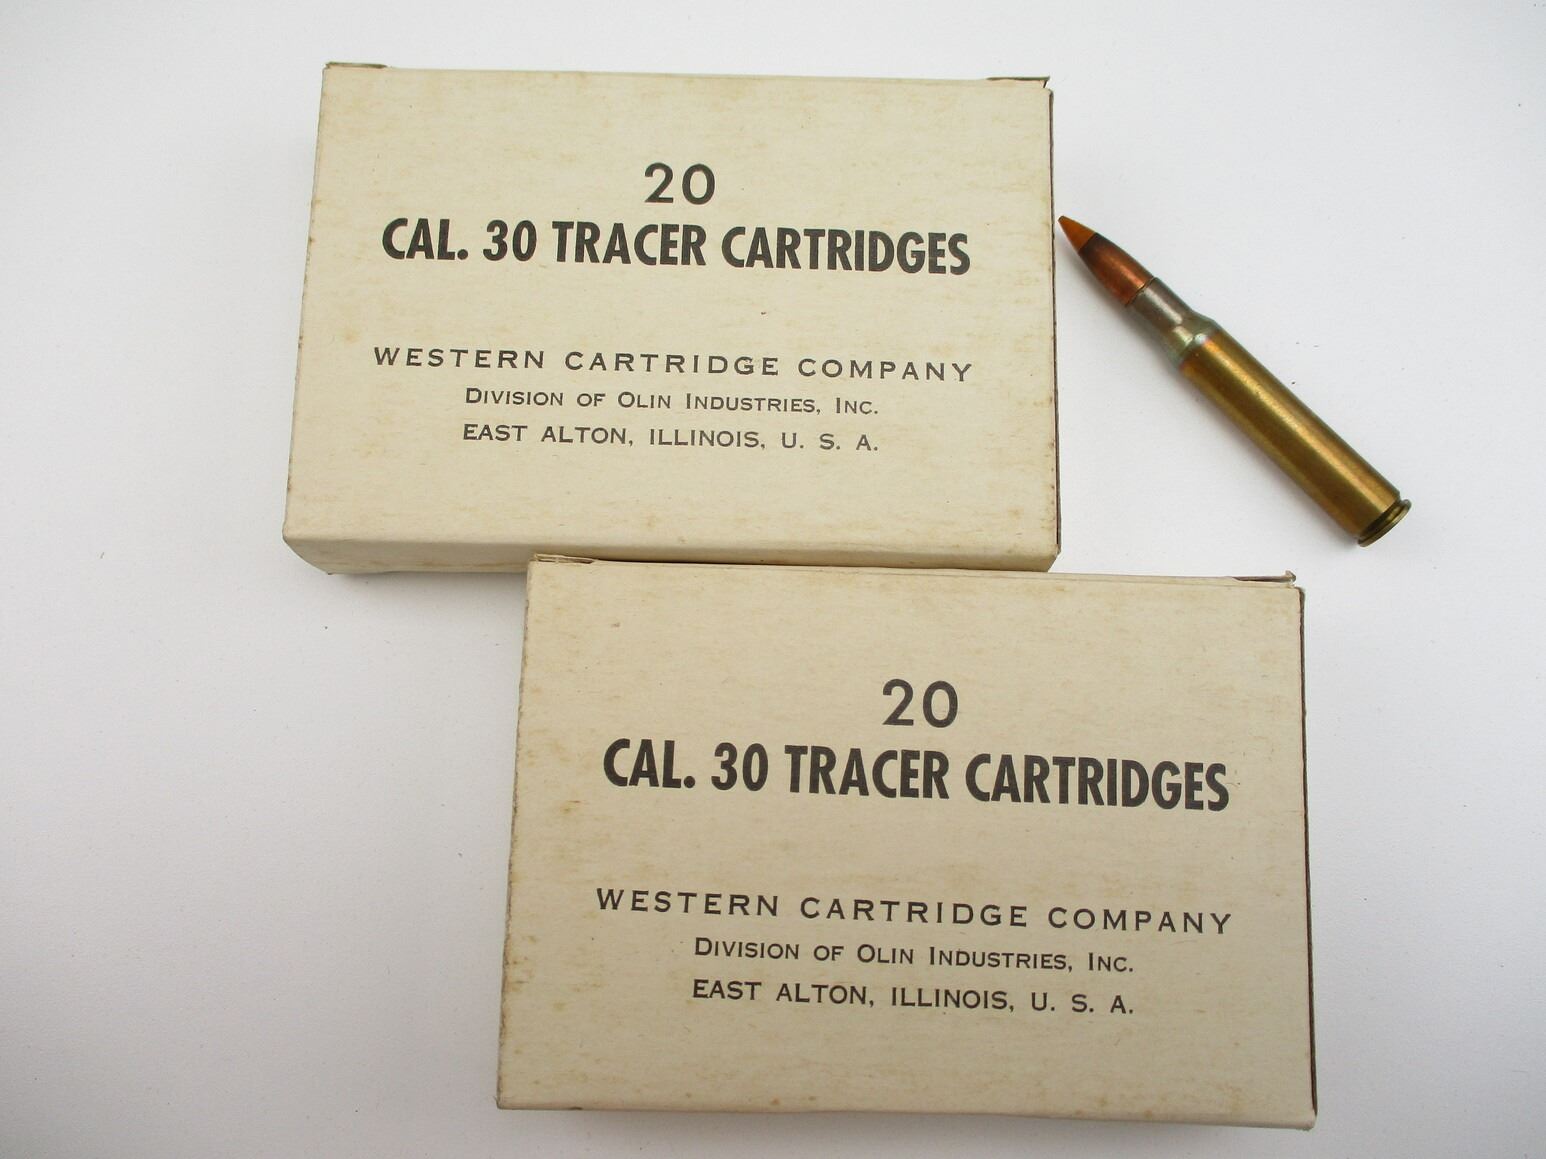 20
CAL. 30 TRACER CARTRIDGES
WESTERN CARTRIDGE COMPANY
DIVISION OF OLIN INDUSTRIES, INC.
EAST ALTON, ILLINOIS, U. S. A.
20
CAL. 30 TRACER CARTRIDGES
WESTERN CARTRIDGE COMPANY
DIVISION OF OLIN INDUSTRIES, INC.
EAST ALTON, ILLINOIS, U. S. A.